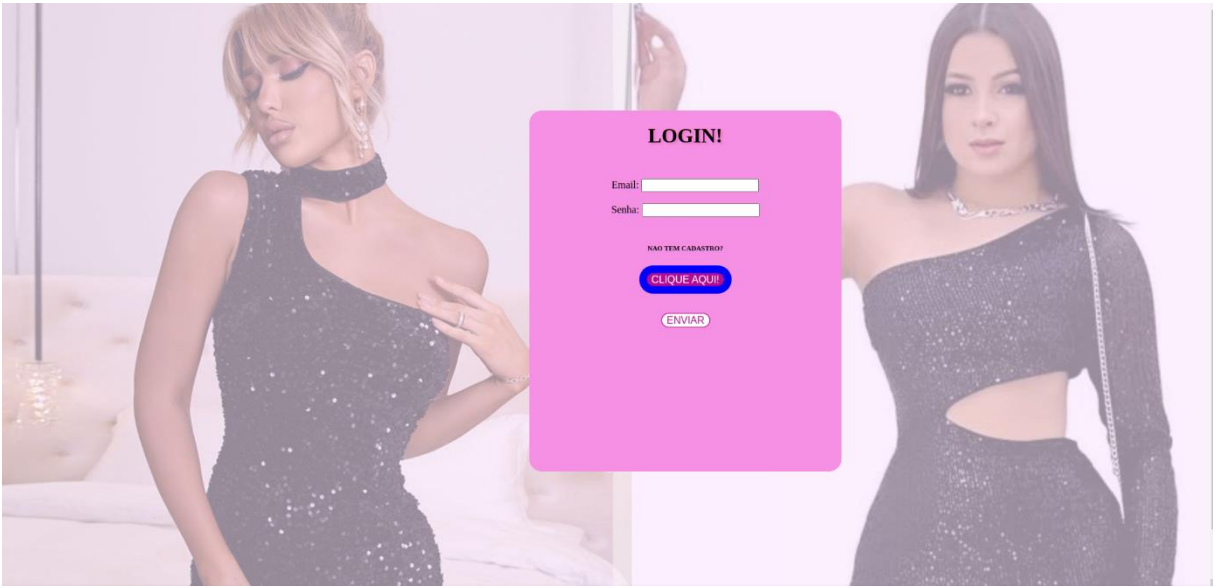 LOGIN!
Email:
Senha:
NAO TEM CADASTRO?
CLIQUE AQUI!
ENVIAR